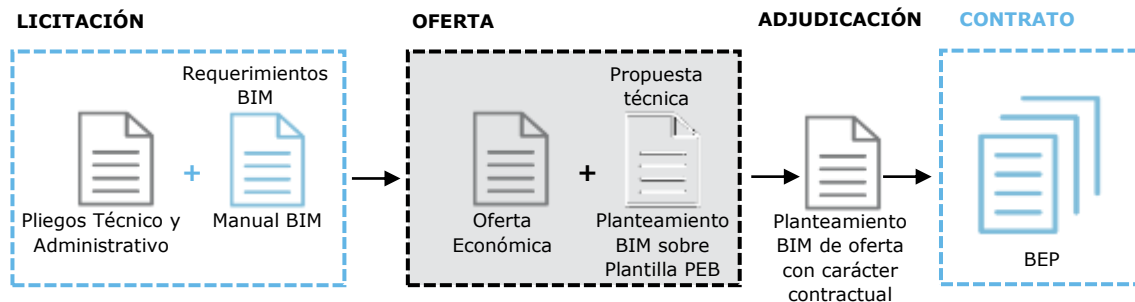 LICITACIÓN
Requerimientos
BIM
+
Pliegos Técnico y
Administrativo
Manual BIM
OFERTA
Propuesta
técnica
+
Oferta
Económica
Planteamiento
BIM sobre
Plantilla PEB
ADJUDICACIÓN
Planteamiento
BIM de oferta
con carácter
contractual
CONTRATO
BEP